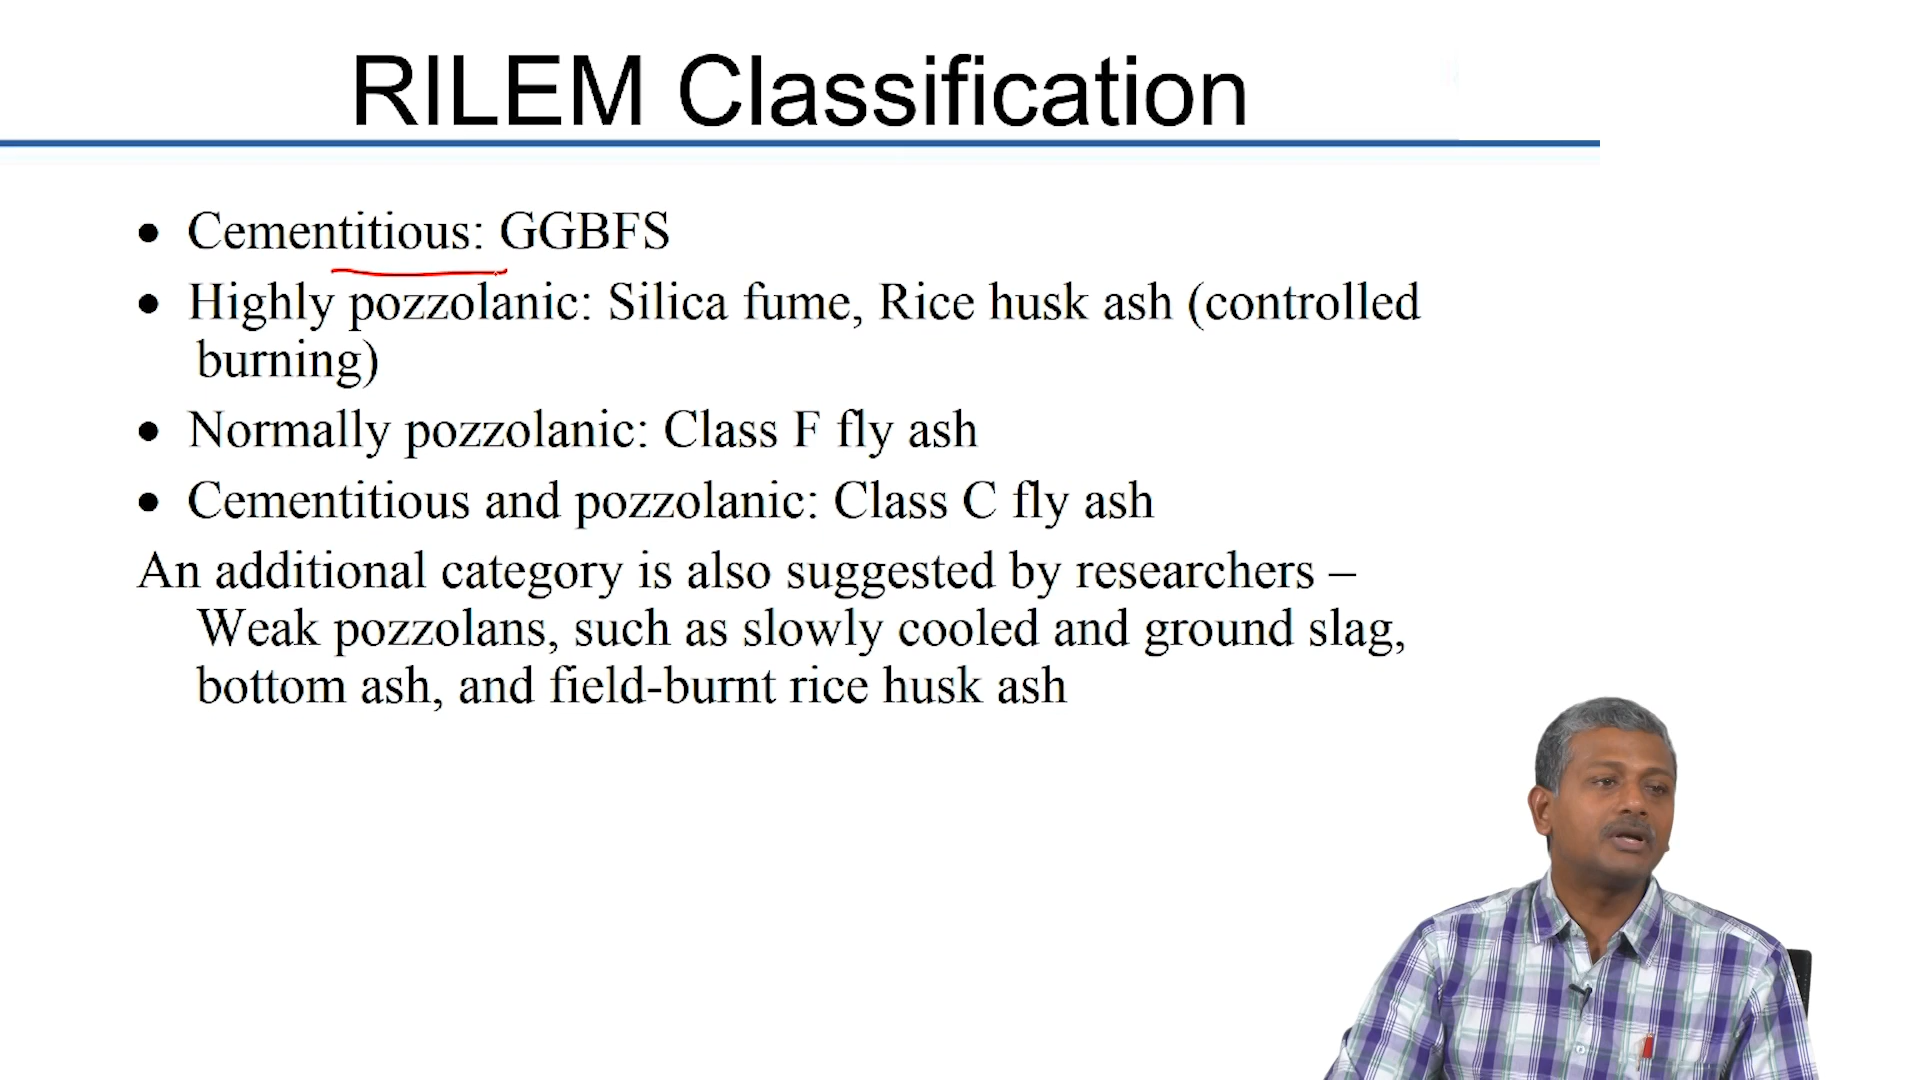 RILEM Classification
• Cementitious: GGBFS
• Highly pozzolanic: Silica fume, Rice husk ash (controlled
burning)
• Normally pozzolanic: Class F fly ash
• Cementitious and pozzolanic: Class C fly ash
An additional category is also suggested by researchers –
Weak pozzolans, such as slowly cooled and ground slag,
bottom ash, and field-burnt rice husk ash